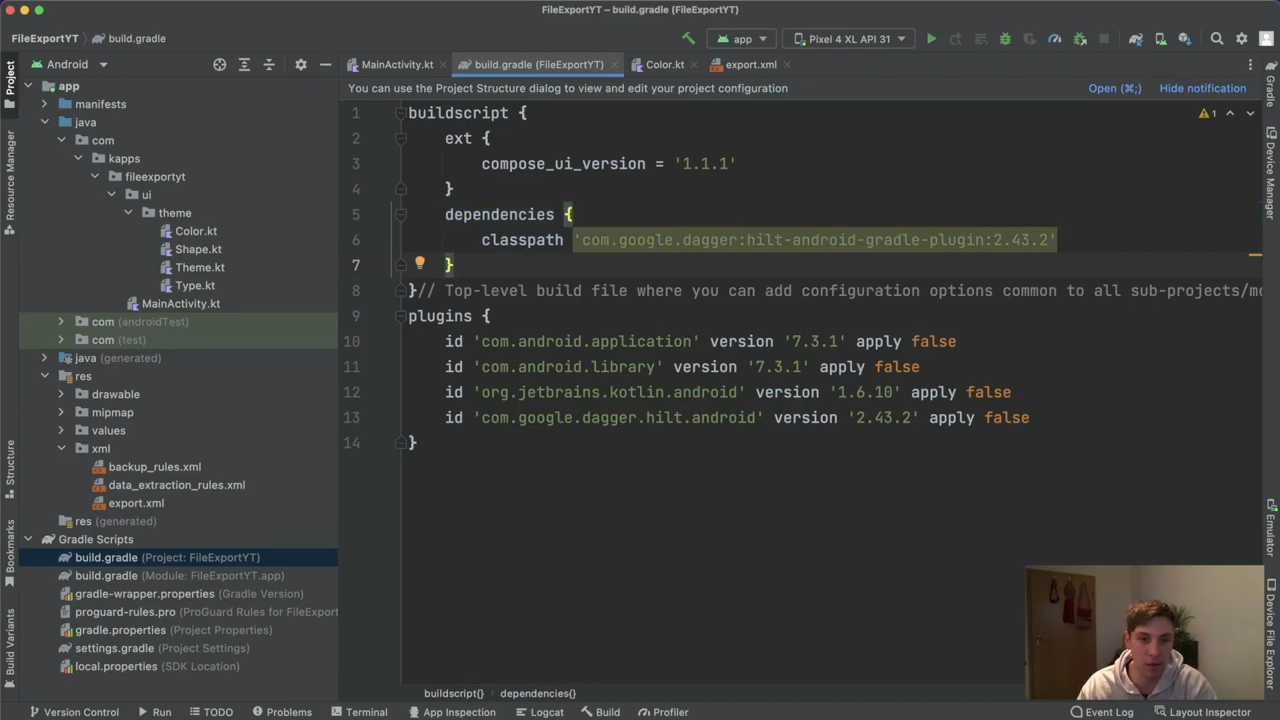 FileExportYT – build.gradle (FileExportYT)
FileExportYT
build.gradle
app
Pixel 4 XL API 31
Android
MainActivity.kt
build.gradle (FileExportYT)
Color.kt
export.xml
You can use the Project Structure dialog to view and edit your project configuration
Open (⌘;)
Hide notification
Project
Resource Manager
Structure
Bookmarks
Build Variants
app
manifests
java
com
kapps
fileexportyt
ui
theme
Color.kt
Shape.kt
Theme.kt
Type.kt
MainActivity.kt
com (androidTest)
com (test)
java (generated)
res
drawable
mipmap
values
xml
backup_rules.xml
data_extraction_rules.xml
export.xml
res (generated)
Gradle Scripts
build.gradle (Project: FileExportYT)
build.gradle (Module: FileExportYT.app)
gradle-wrapper.properties (Gradle Version)
proguard-rules.pro (ProGuard Rules for FileExport
gradle.properties (Project Properties)
settings.gradle (Project Settings)
local.properties (SDK Location)
1 buildscript {
2 ext {
3 compose_ui_version = '1.1.1'
4 }
5 dependencies {
6 classpath 'com.google.dagger:hilt-android-gradle-plugin:2.43.2'
7 }
8 }// Top-level build file where you can add configuration options common to all sub-projects/mo
9 plugins {
10 id 'com.android.application' version '7.3.1' apply false
11 id 'com.android.library' version '7.3.1' apply false
12 id 'org.jetbrains.kotlin.android' version '1.6.10' apply false
13 id 'com.google.dagger.hilt.android' version '2.43.2' apply false
14 }
1
Gradle
Device Manager
Emulator
Device File Explorer
buildscript{}
dependencies{}
Version Control
Run
TODO
Problems
Terminal
App Inspection
Logcat
Build
Profiler
Event Log
Layout Inspector